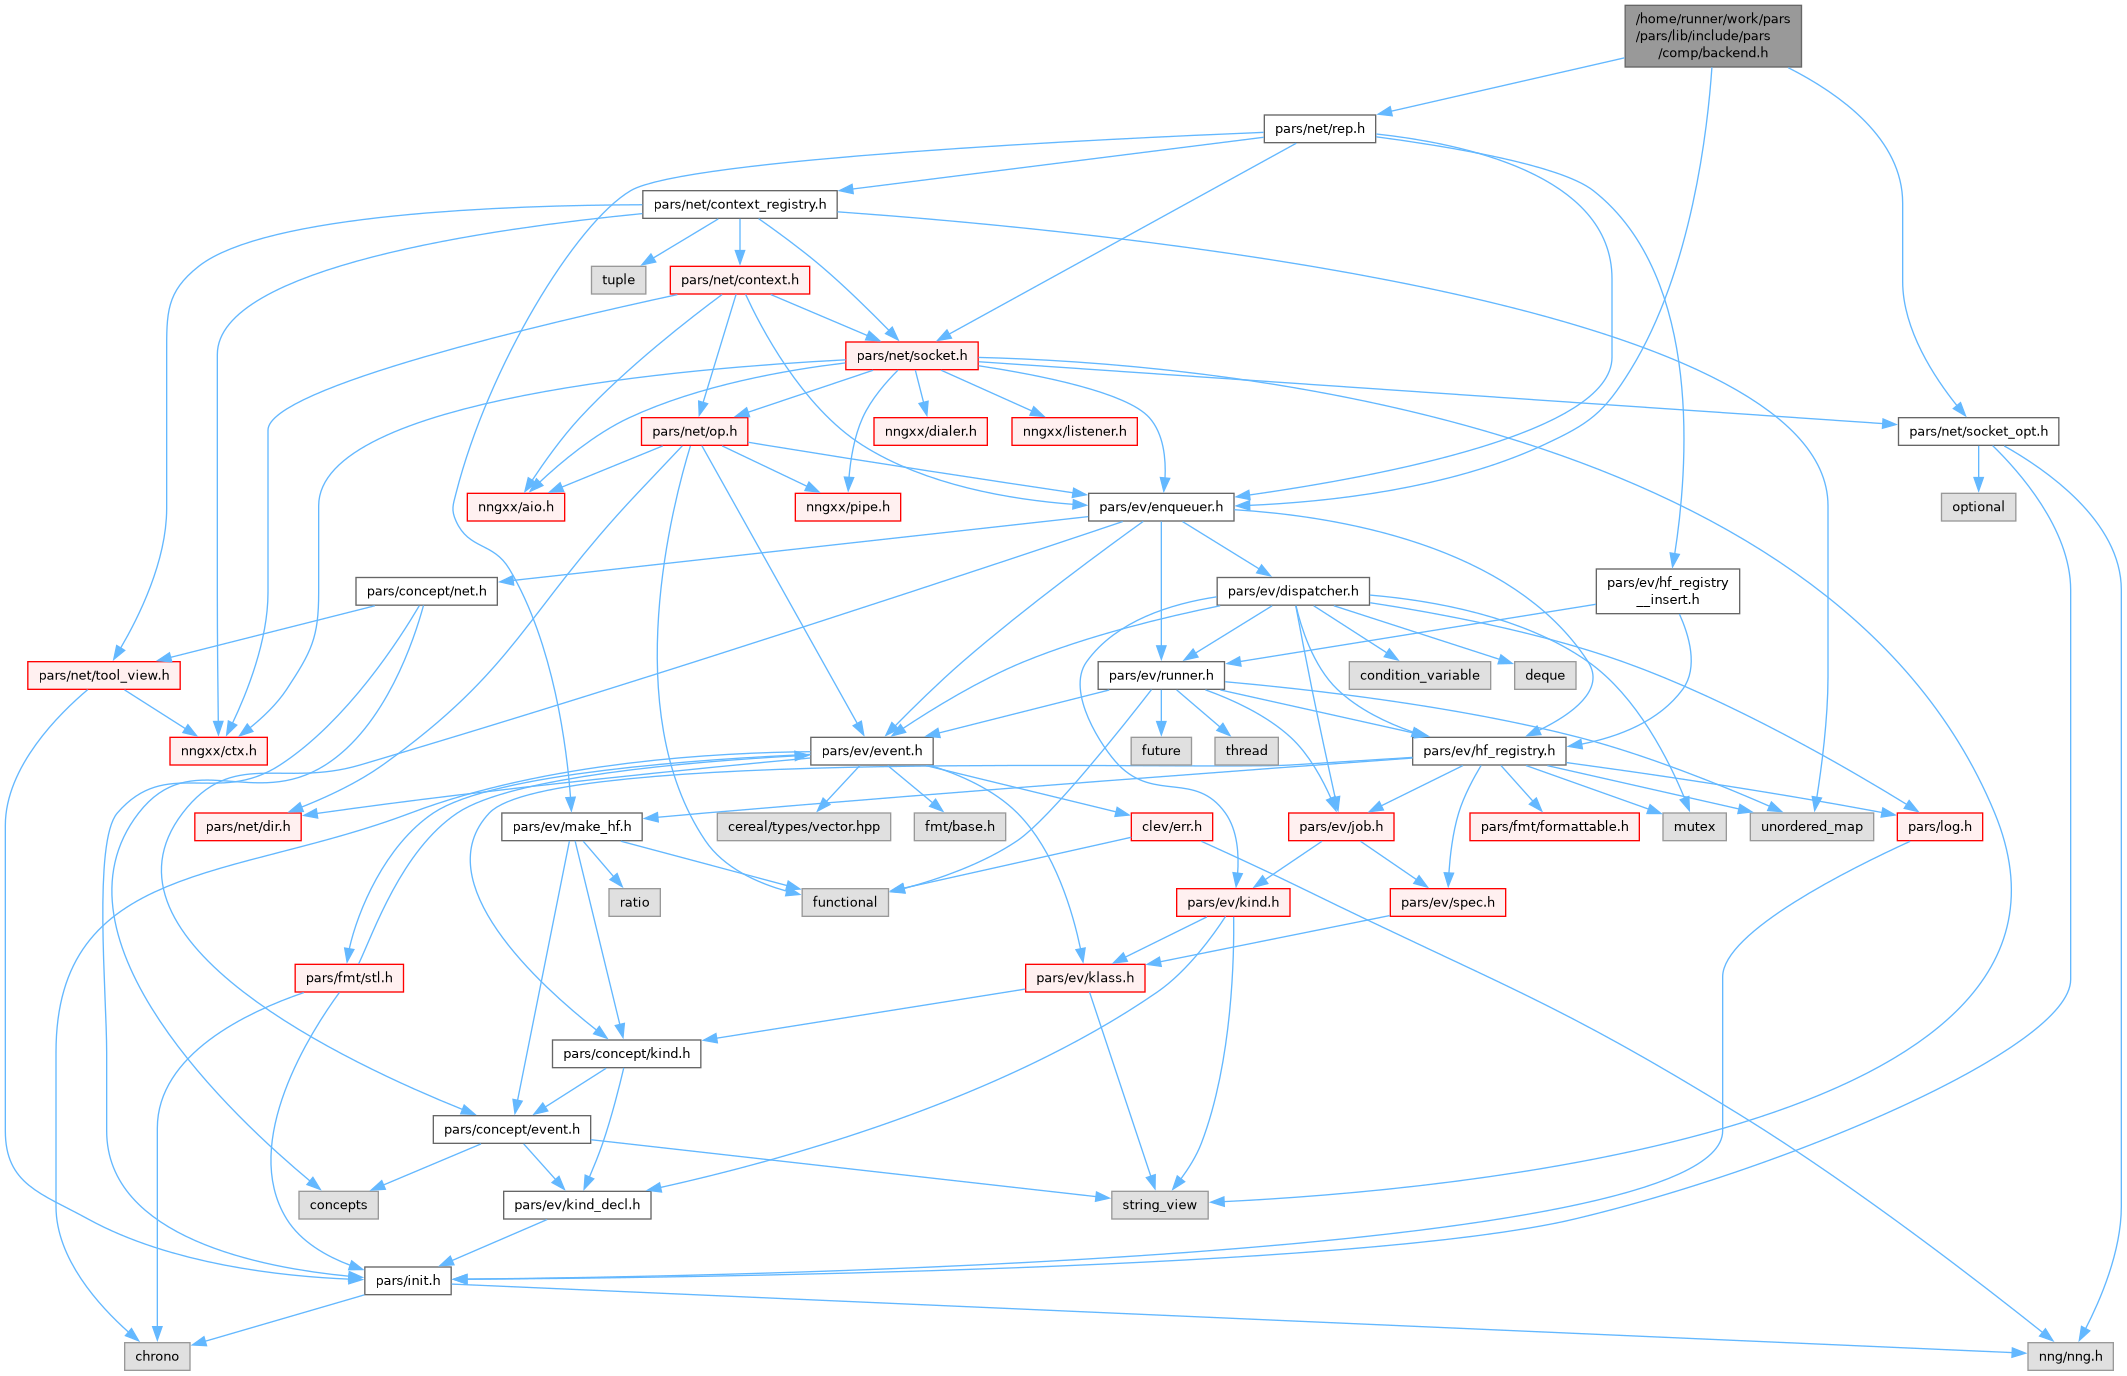 /home/runner/work/pars
/pars/lib/include/pars
/comp/backend.h
pars/net/rep.h
pars/net/context_registry.h
tuple
pars/net/context.h
pars/net/socket.h
pars/net/op.h
nngxx/dialer.h
nngxx/listener.h
pars/net/socket_opt.h
nngxx/aio.h
nngxx/pipe.h
pars/ev/enqueuer.h
optional
pars/concept/net.h
pars/ev/dispatcher.h
pars/ev/hf_registry
__insert.h
pars/net/tool_view.h
pars/ev/runner.h
condition_variable
deque
nngxx/ctx.h
pars/ev/event.h
future
thread
pars/ev/hf_registry.h
pars/net/dir.h
pars/ev/make_hf.h
cereal/types/vector.hpp
fmt/base.h
clev/err.h
pars/ev/job.h
pars/fmt/formattable.h
mutex
unordered_map
pars/log.h
ratio
functional
pars/ev/kind.h
pars/ev/spec.h
pars/fmt/stl.h
pars/ev/klass.h
pars/concept/kind.h
pars/concept/event.h
concepts
pars/ev/kind_decl.h
string_view
pars/init.h
chrono
nng/nng.h